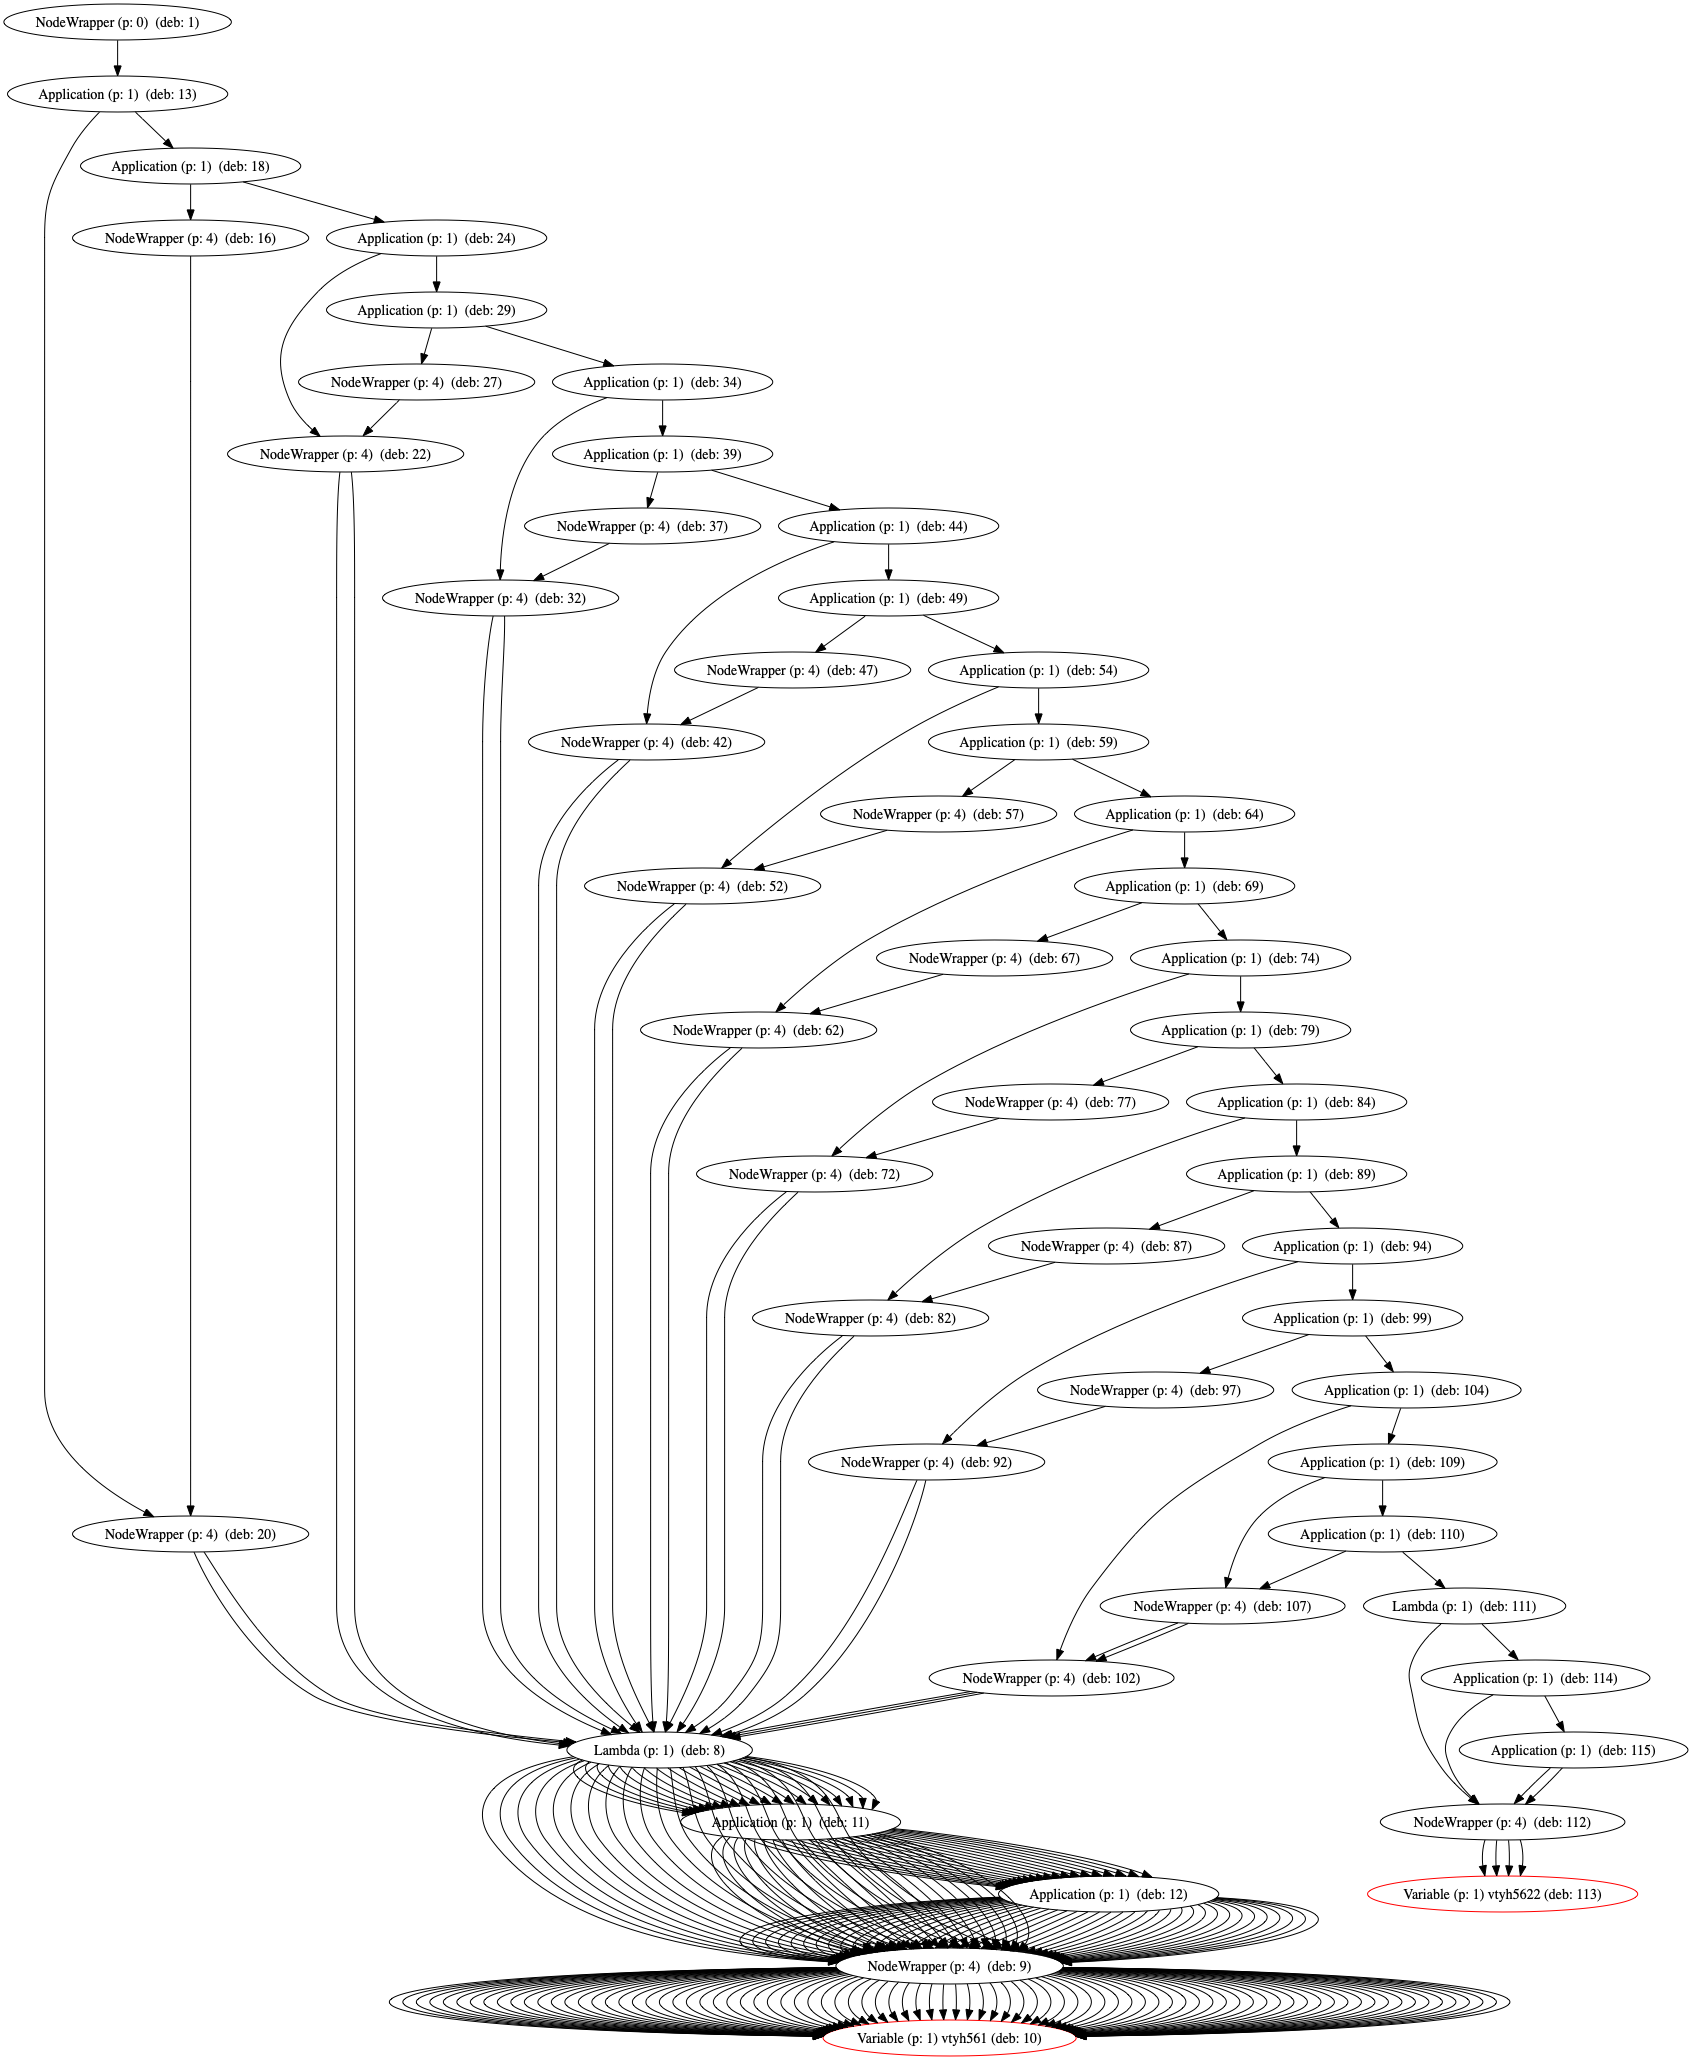 NodeWrapper (p: 0)  (deb: 1)
Application (p: 1)  (deb: 13)
Application (p: 1)  (deb: 18)
NodeWrapper (p: 4)  (deb: 16)
Application (p: 1)  (deb: 24)
Application (p: 1)  (deb: 29)
NodeWrapper (p: 4)  (deb: 27)
Application (p: 1)  (deb: 34)
NodeWrapper (p: 4)  (deb: 22)
Application (p: 1)  (deb: 39)
NodeWrapper (p: 4)  (deb: 37)
Application (p: 1)  (deb: 44)
NodeWrapper (p: 4)  (deb: 32)
Application (p: 1)  (deb: 49)
NodeWrapper (p: 4)  (deb: 47)
Application (p: 1)  (deb: 54)
NodeWrapper (p: 4)  (deb: 42)
Application (p: 1)  (deb: 59)
NodeWrapper (p: 4)  (deb: 57)
Application (p: 1)  (deb: 64)
NodeWrapper (p: 4)  (deb: 52)
Application (p: 1)  (deb: 69)
NodeWrapper (p: 4)  (deb: 67)
Application (p: 1)  (deb: 74)
NodeWrapper (p: 4)  (deb: 62)
Application (p: 1)  (deb: 79)
NodeWrapper (p: 4)  (deb: 77)
Application (p: 1)  (deb: 84)
NodeWrapper (p: 4)  (deb: 72)
Application (p: 1)  (deb: 89)
NodeWrapper (p: 4)  (deb: 87)
Application (p: 1)  (deb: 94)
NodeWrapper (p: 4)  (deb: 82)
Application (p: 1)  (deb: 99)
NodeWrapper (p: 4)  (deb: 97)
Application (p: 1)  (deb: 104)
NodeWrapper (p: 4)  (deb: 92)
Application (p: 1)  (deb: 109)
NodeWrapper (p: 4)  (deb: 20)
Application (p: 1)  (deb: 110)
NodeWrapper (p: 4)  (deb: 107)
Lambda (p: 1)  (deb: 111)
NodeWrapper (p: 4)  (deb: 102)
Application (p: 1)  (deb: 114)
Lambda (p: 1)  (deb: 8)
Application (p: 1)  (deb: 115)
Application (p: 1)  (deb: 11)
NodeWrapper (p: 4)  (deb: 112)
Application (p: 1)  (deb: 12)
Variable (p: 1) vtyh5622 (deb: 113)
NodeWrapper (p: 4)  (deb: 9)
Variable (p: 1) vtyh561 (deb: 10)